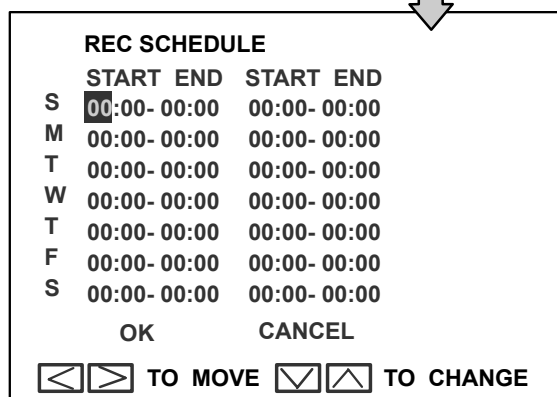 REC SCHEDULE
START END START END
S 00:00- 00:00 00:00- 00:00
M 00:00- 00:00 00:00- 00:00
T 00:00- 00:00 00:00- 00:00
W 00:00- 00:00 00:00- 00:00
T 00:00- 00:00 00:00- 00:00
F 00:00- 00:00 00:00- 00:00
S 00:00- 00:00 00:00- 00:00
OK CANCEL
TO MOVE TO CHANGE